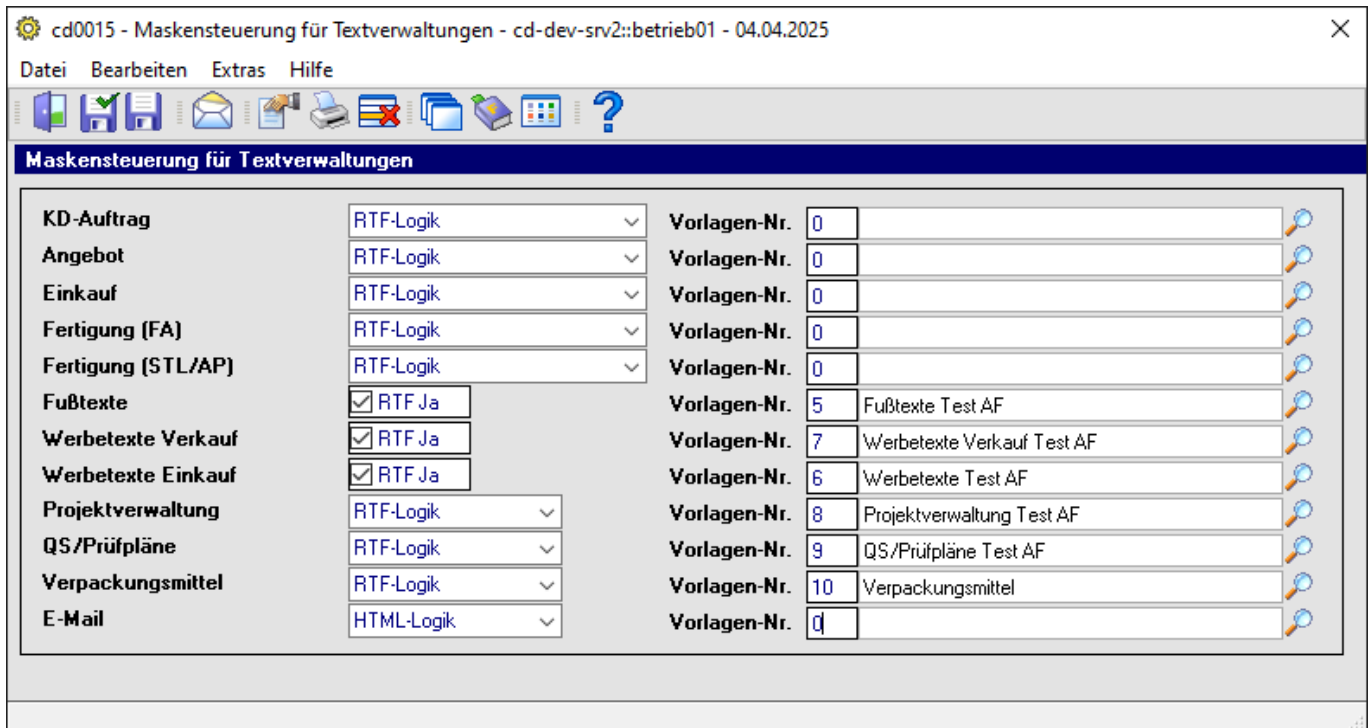 cd0015 - Maskensteuerung für Textverwaltungen - cd-dev-srv2::betrieb01 - 04.04.2025
Datei Bearbeiten Extras Hilfe
Maskensteuerung für Textverwaltungen
KD-Auftrag RTF-Logik Vorlagen-Nr. 0
Angebot RTF-Logik Vorlagen-Nr. 0
Einkauf RTF-Logik Vorlagen-Nr. 0
Fertigung (FA) RTF-Logik Vorlagen-Nr. 0
Fertigung (STL/AP) RTF-Logik Vorlagen-Nr. 0
Fußtexte RTF Ja Vorlagen-Nr. 5 Fußtexte Test AF
Werbetexte Verkauf RTF Ja Vorlagen-Nr. 7 Werbetexte Verkauf Test AF
Werbetexte Einkauf RTF Ja Vorlagen-Nr. 6 Werbetexte Test AF
Projektverwaltung RTF-Logik Vorlagen-Nr. 8 Projektverwaltung Test AF
QS/Prüfpläne RTF-Logik Vorlagen-Nr. 9 QS/Prüfpläne Test AF
Verpackungsmittel RTF-Logik Vorlagen-Nr. 10 Verpackungsmittel
E-Mail HTML-Logik Vorlagen-Nr. 0